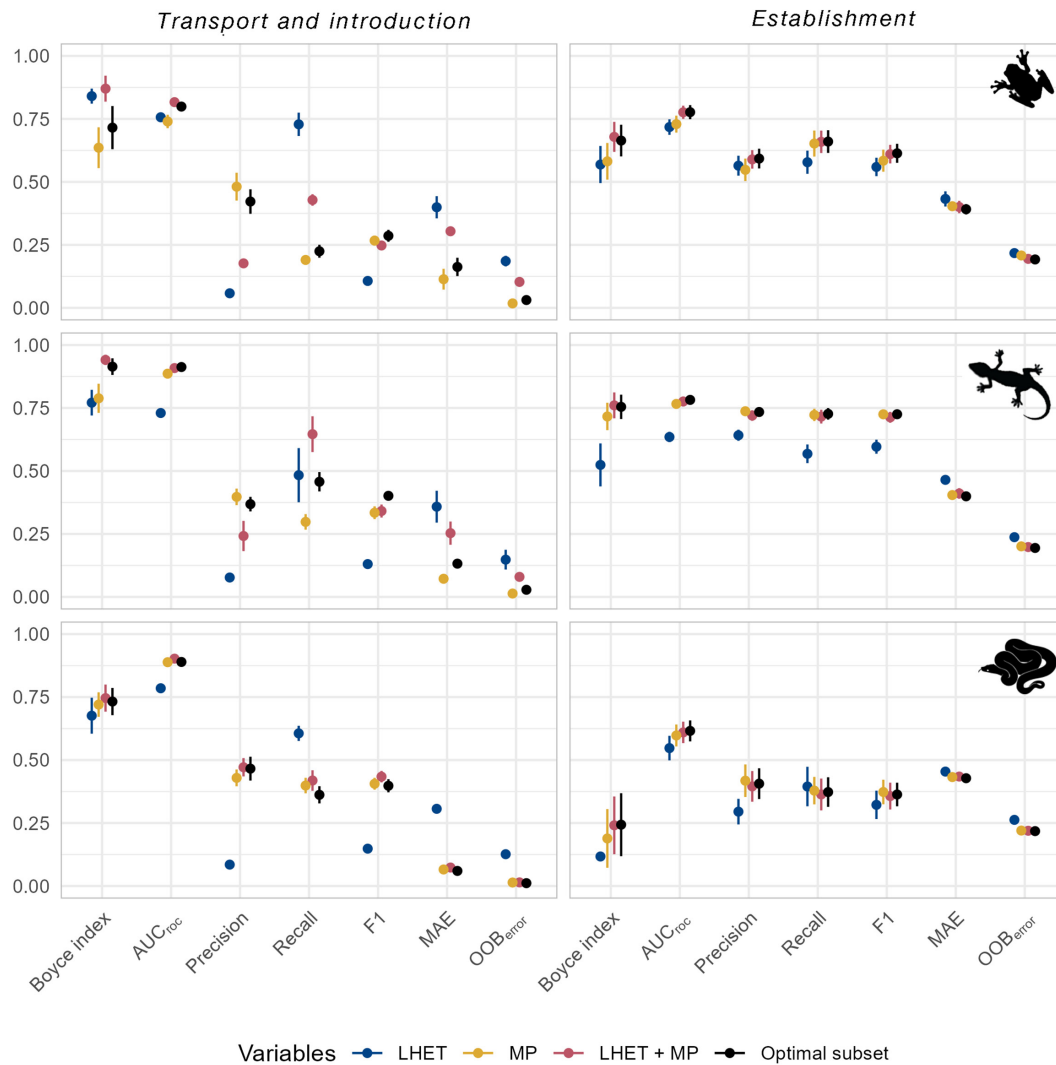 Transport and introduction
Establishment
1.00
0.75
0.50
0.25
0.00
1.00
0.75
0.50
0.25
0.00
1.00
0.75
0.50
0.25
0.00
Boyce index
AUCroc
Precision
Recall
F1
MAE
OOBerror
Boyce index
AUCroc
Precision
Recall
F1
MAE
OOBerror
Variables LHET MP LHET + MP Optimal subset